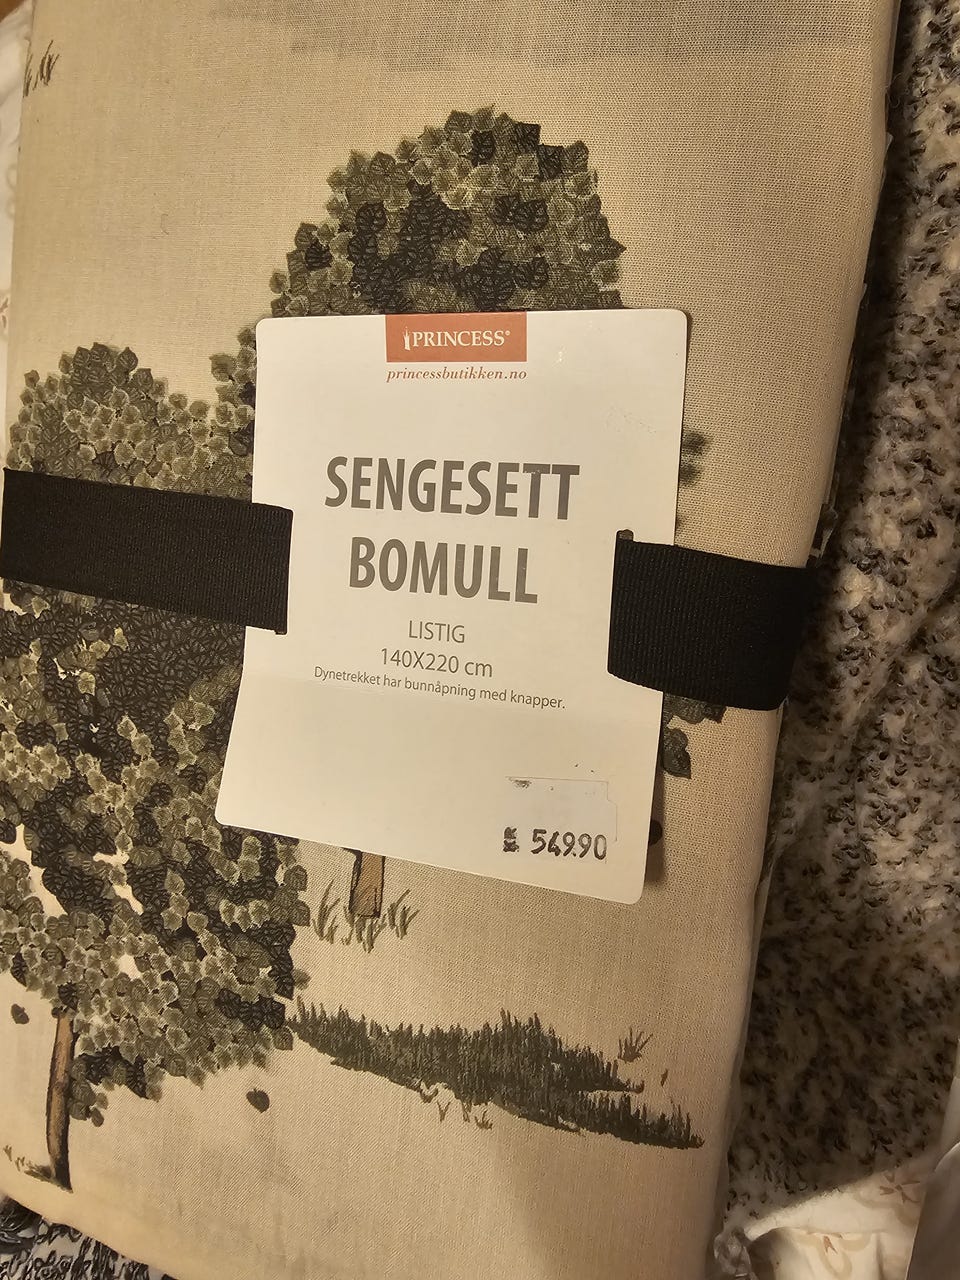 PRINCESS®
princessbutikken.no
SENGESETT
BOMULL
LISTIG
140X220 cm
Dynetrekket har bunnåpning med knapper.
549.90